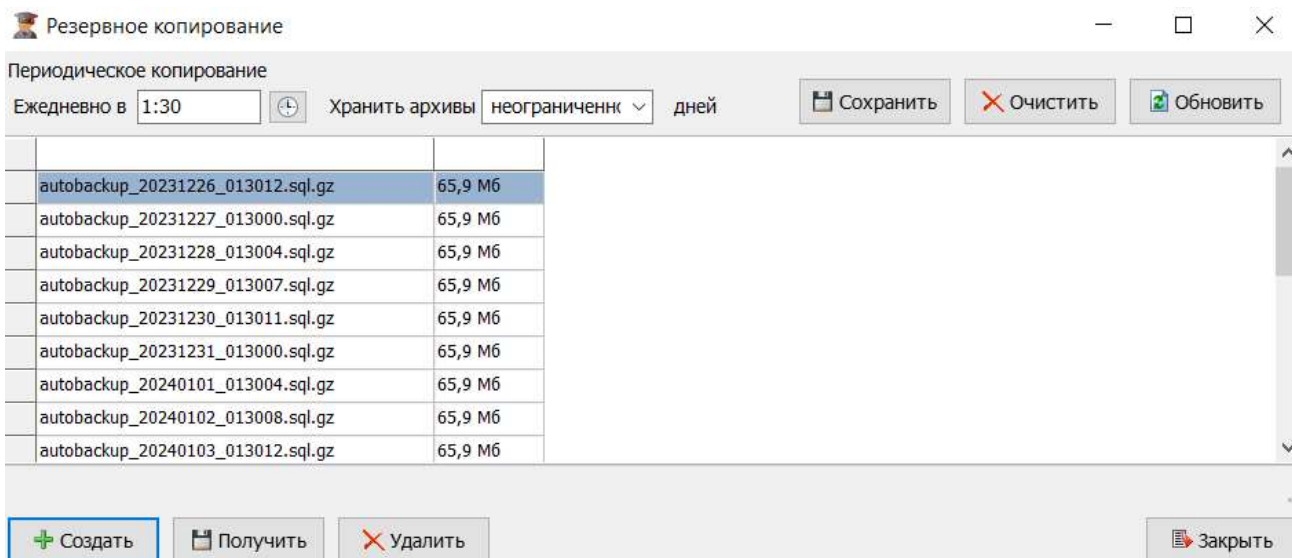 Резервное копирование
Периодическое копирование
Ежедневно в 1:30 Хранить архивы неограниченно дней Сохранить Очистить Обновить
autobackup_20231226_013012.sql.gz 65,9 Мб
autobackup_20231227_013000.sql.gz 65,9 Мб
autobackup_20231228_013004.sql.gz 65,9 Мб
autobackup_20231229_013007.sql.gz 65,9 Мб
autobackup_20231230_013011.sql.gz 65,9 Мб
autobackup_20231231_013000.sql.gz 65,9 Мб
autobackup_20240101_013004.sql.gz 65,9 Мб
autobackup_20240102_013008.sql.gz 65,9 Мб
autobackup_20240103_013012.sql.gz 65,9 Мб
Создать Получить Удалить Закрыть